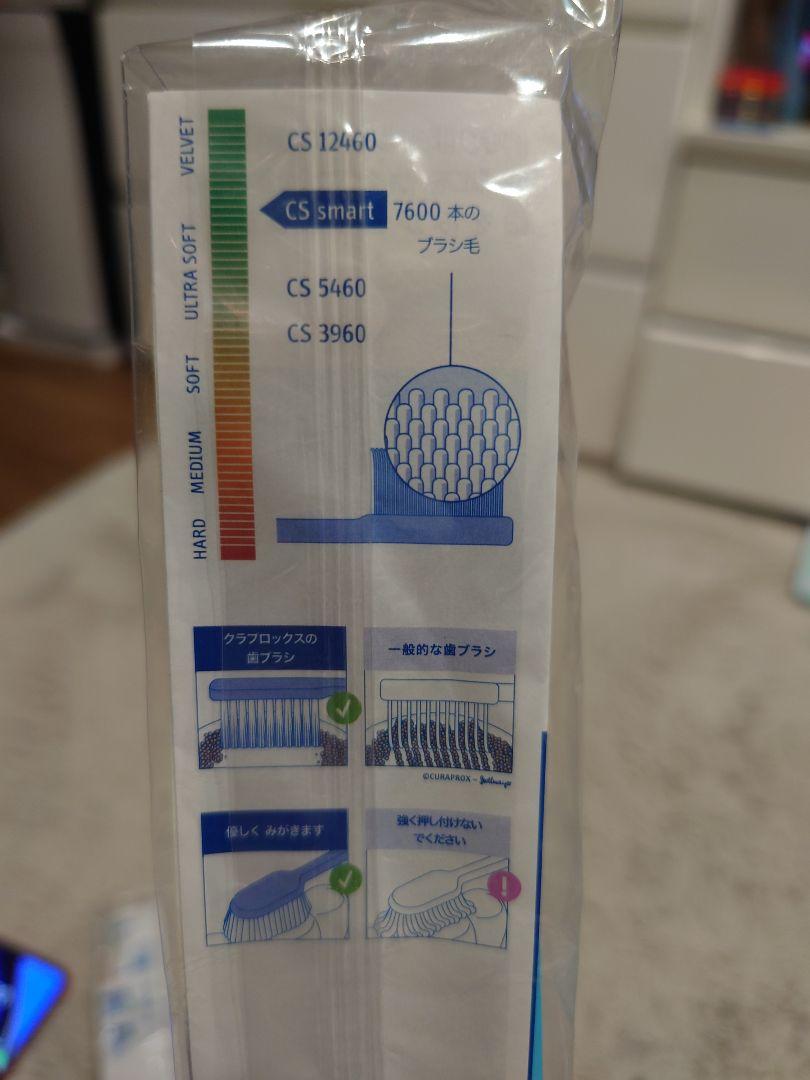 VELVET
ULTRA SOFT
SOFT
MEDIUM
HARD
CS 12460
CS smart 7600 本の
ブラシ毛
CS 5460
CS 3960
クラプロックスの
歯ブラシ
一般的な歯ブラシ
©CURAPROX –
優しく みがきます
強く押し付けない
でください